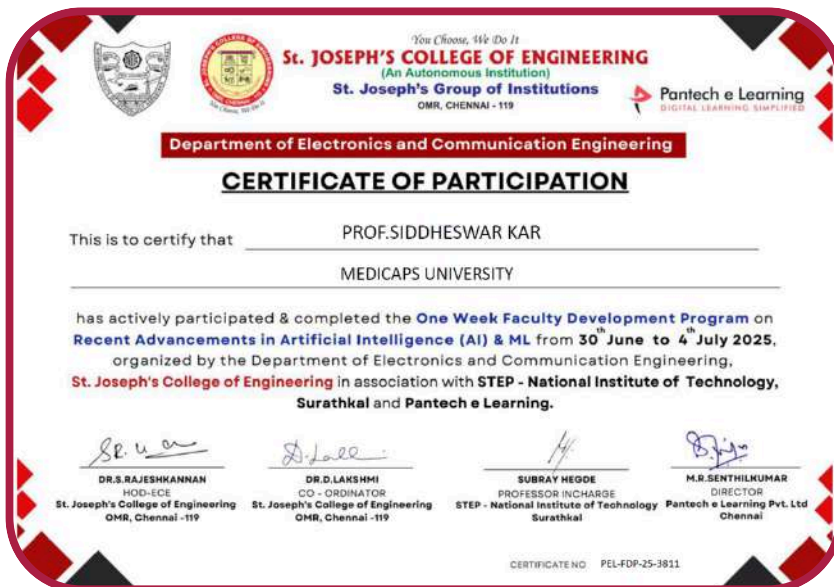 You Choose, We Do It
St. JOSEPH'S COLLEGE OF ENGINEERING
(An Autonomous Institution)
St. Joseph's Group of Institutions
OMR, CHENNAI - 119
Pantech e Learning
DIGITAL LEARNING SIMPLIFIED
Department of Electronics and Communication Engineering
CERTIFICATE OF PARTICIPATION
This is to certify that PROF.SIDDHESWAR KAR
MEDICAPS UNIVERSITY
has actively participated & completed the One Week Faculty Development Program on
Recent Advancements in Artificial Intelligence (AI) & ML from 30th June to 4th July 2025,
organized by the Department of Electronics and Communication Engineering,
St. Joseph's College of Engineering in association with STEP - National Institute of Technology,
Surathkal and Pantech e Learning.
DR.S.RAJESHKANNAN
HOD-ECE
St. Joseph's College of Engineering
OMR, Chennai -119
DR.D.LAKSHMI
CO - ORDINATOR
St. Joseph's College of Engineering
OMR, Chennai -119
SUBRAY HEGDE
PROFESSOR INCHARGE
STEP - National Institute of Technology
Surathkal
M.R.SENTHILKUMAR
DIRECTOR
Pantech e Learning Pvt. Ltd
Chennai
CERTIFICATE NO PEL-FDP-25-3811